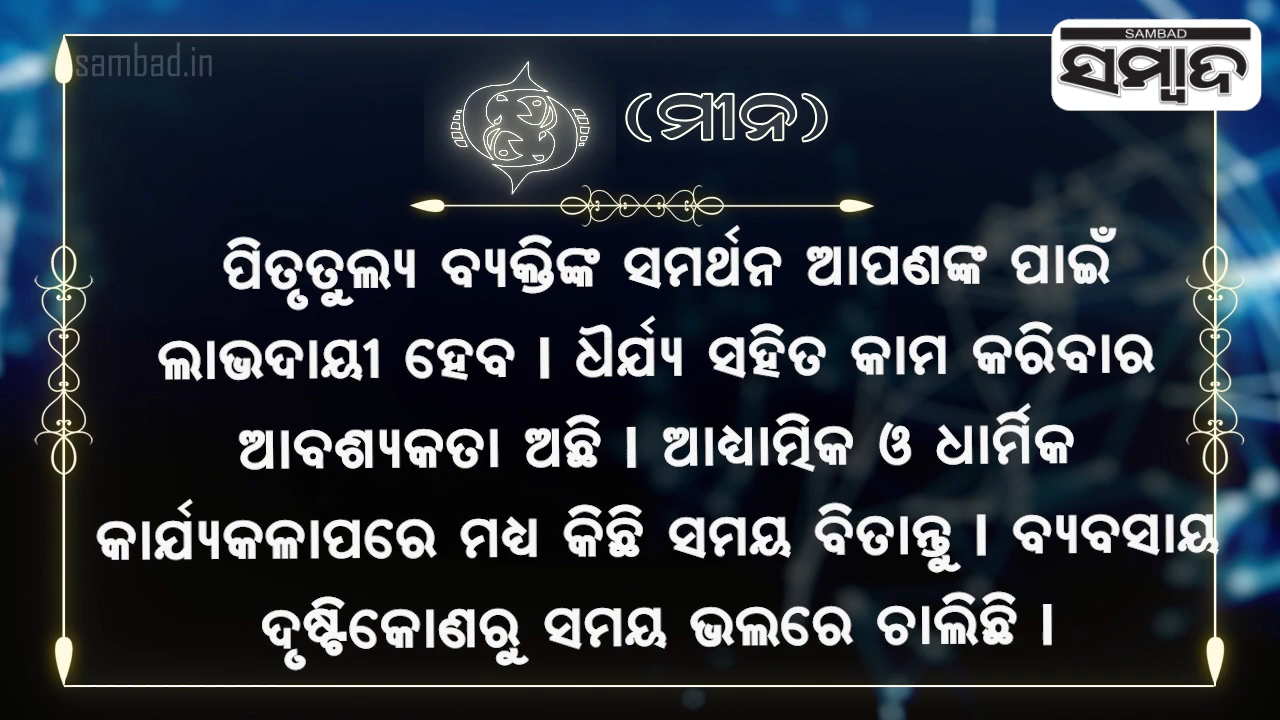 sambad.in
SAMBAD
ସମ୍ବାଦ
(ମୀନ)
ପିତୃତୁଲ୍ୟ ବ୍ୟକ୍ତିଙ୍କ ସମର୍ଥନ ଆପଣଙ୍କ ପାଇଁ
ଲାଭଦାୟୀ ହେବ । ଧୈର୍ଯ୍ୟ ସହିତ କାମ କରିବାର
ଆବଶ୍ୟକତା ଅଛି । ଆଧ୍ୟାତ୍ମିକ ଓ ଧାର୍ମିକ
କାର୍ଯ୍ୟକଳାପରେ ମଧ୍ୟ କିଛି ସମୟ ବିତାନ୍ତୁ । ବ୍ୟବସାୟ
ଦୃଷ୍ଟିକୋଣରୁ ସମୟ ଭଲରେ ଚାଲିଛି ।